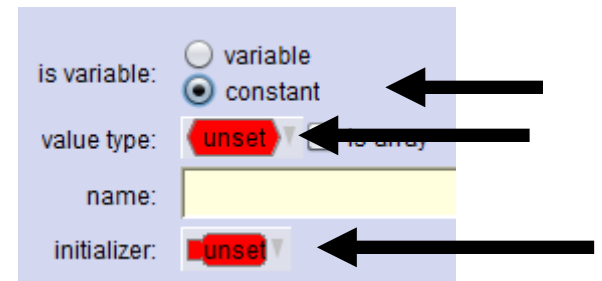 is variable: variable
constant
value type: unset is array
name:
initializer: unset